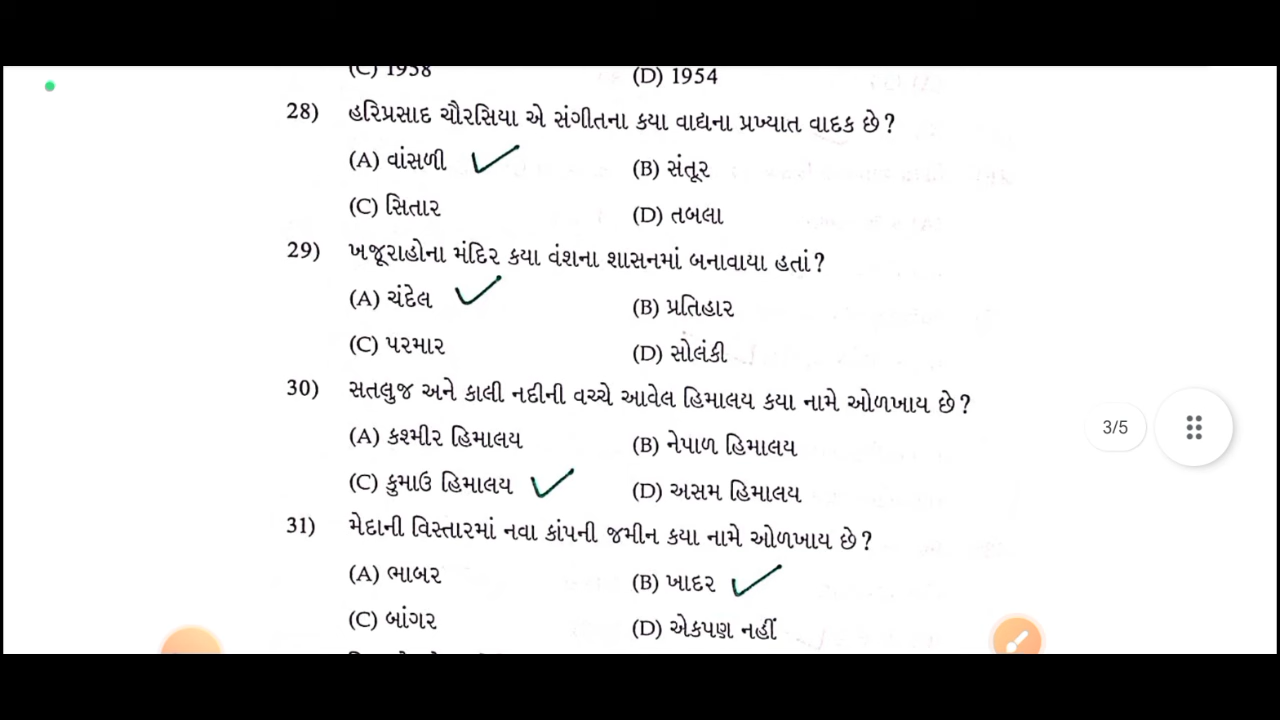 (C) 1958 (D) 1954
28) હરિપ્રસાદ ચૌરસિયા એ સંગીતના કયા વાદ્યના પ્રખ્યાત વાદક છે?
(A) વાંસળી (B) સંતૂર
(C) સિતાર (D) તબલા
29) ખજૂરાહોના મંદિર કયા વંશના શાસનમાં બનાવાયા હતાં?
(A) ચંદેલ (B) પ્રતિહાર
(C) પરમાર (D) સોલંકી
30) સતલુજ અને કાલી નદીની વચ્ચે આવેલ હિમાલય કયા નામે ઓળખાય છે?
(A) કશ્મીર હિમાલય (B) નેપાળ હિમાલય
(C) કુમાઉ હિમાલય (D) અસમ હિમાલય
3/5
31) મેદાની વિસ્તારમાં નવા કાંપની જમીન કયા નામે ઓળખાય છે?
(A) ભાબર (B) ખાદર
(C) બાંગર (D) એકપણ નહીં